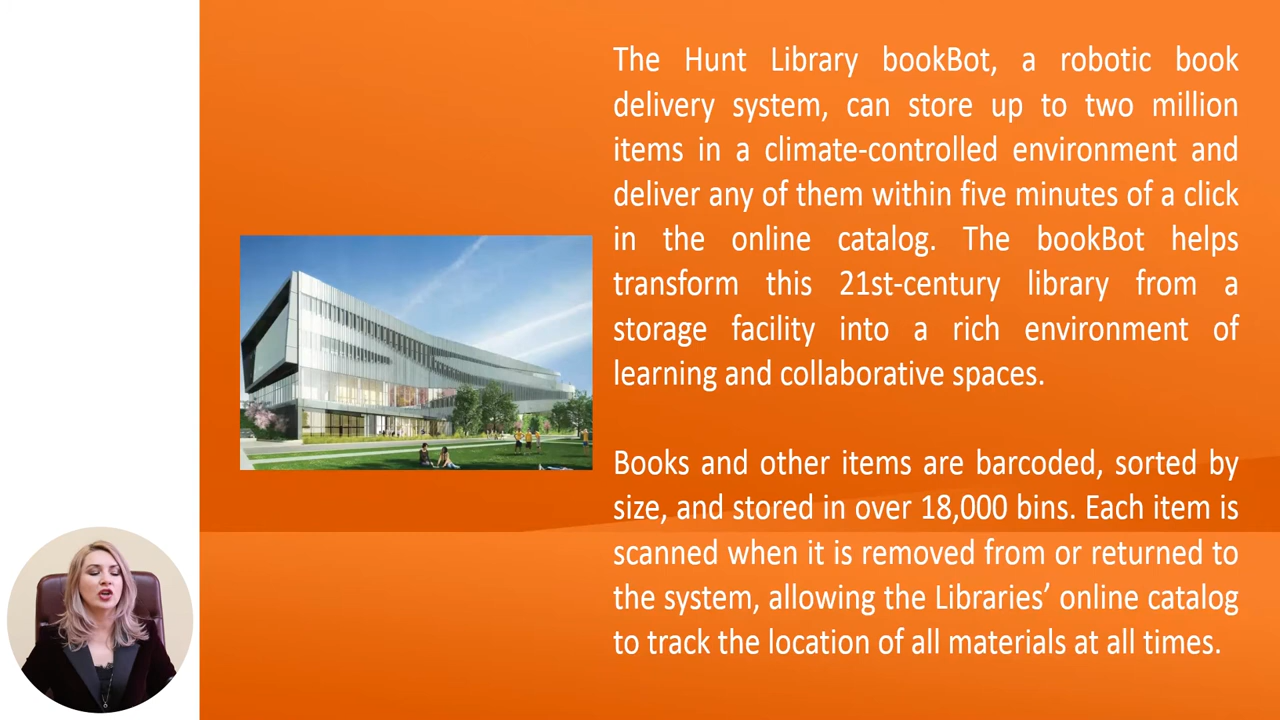 The Hunt Library bookBot, a robotic book
delivery system, can store up to two million
items in a climate-controlled environment and
deliver any of them within five minutes of a click
in the online catalog. The bookBot helps
transform this 21st-century library from a
storage facility into a rich environment of
learning and collaborative spaces.
Books and other items are barcoded, sorted by
size, and stored in over 18,000 bins. Each item is
scanned when it is removed from or returned to
the system, allowing the Libraries’ online catalog
to track the location of all materials at all times.